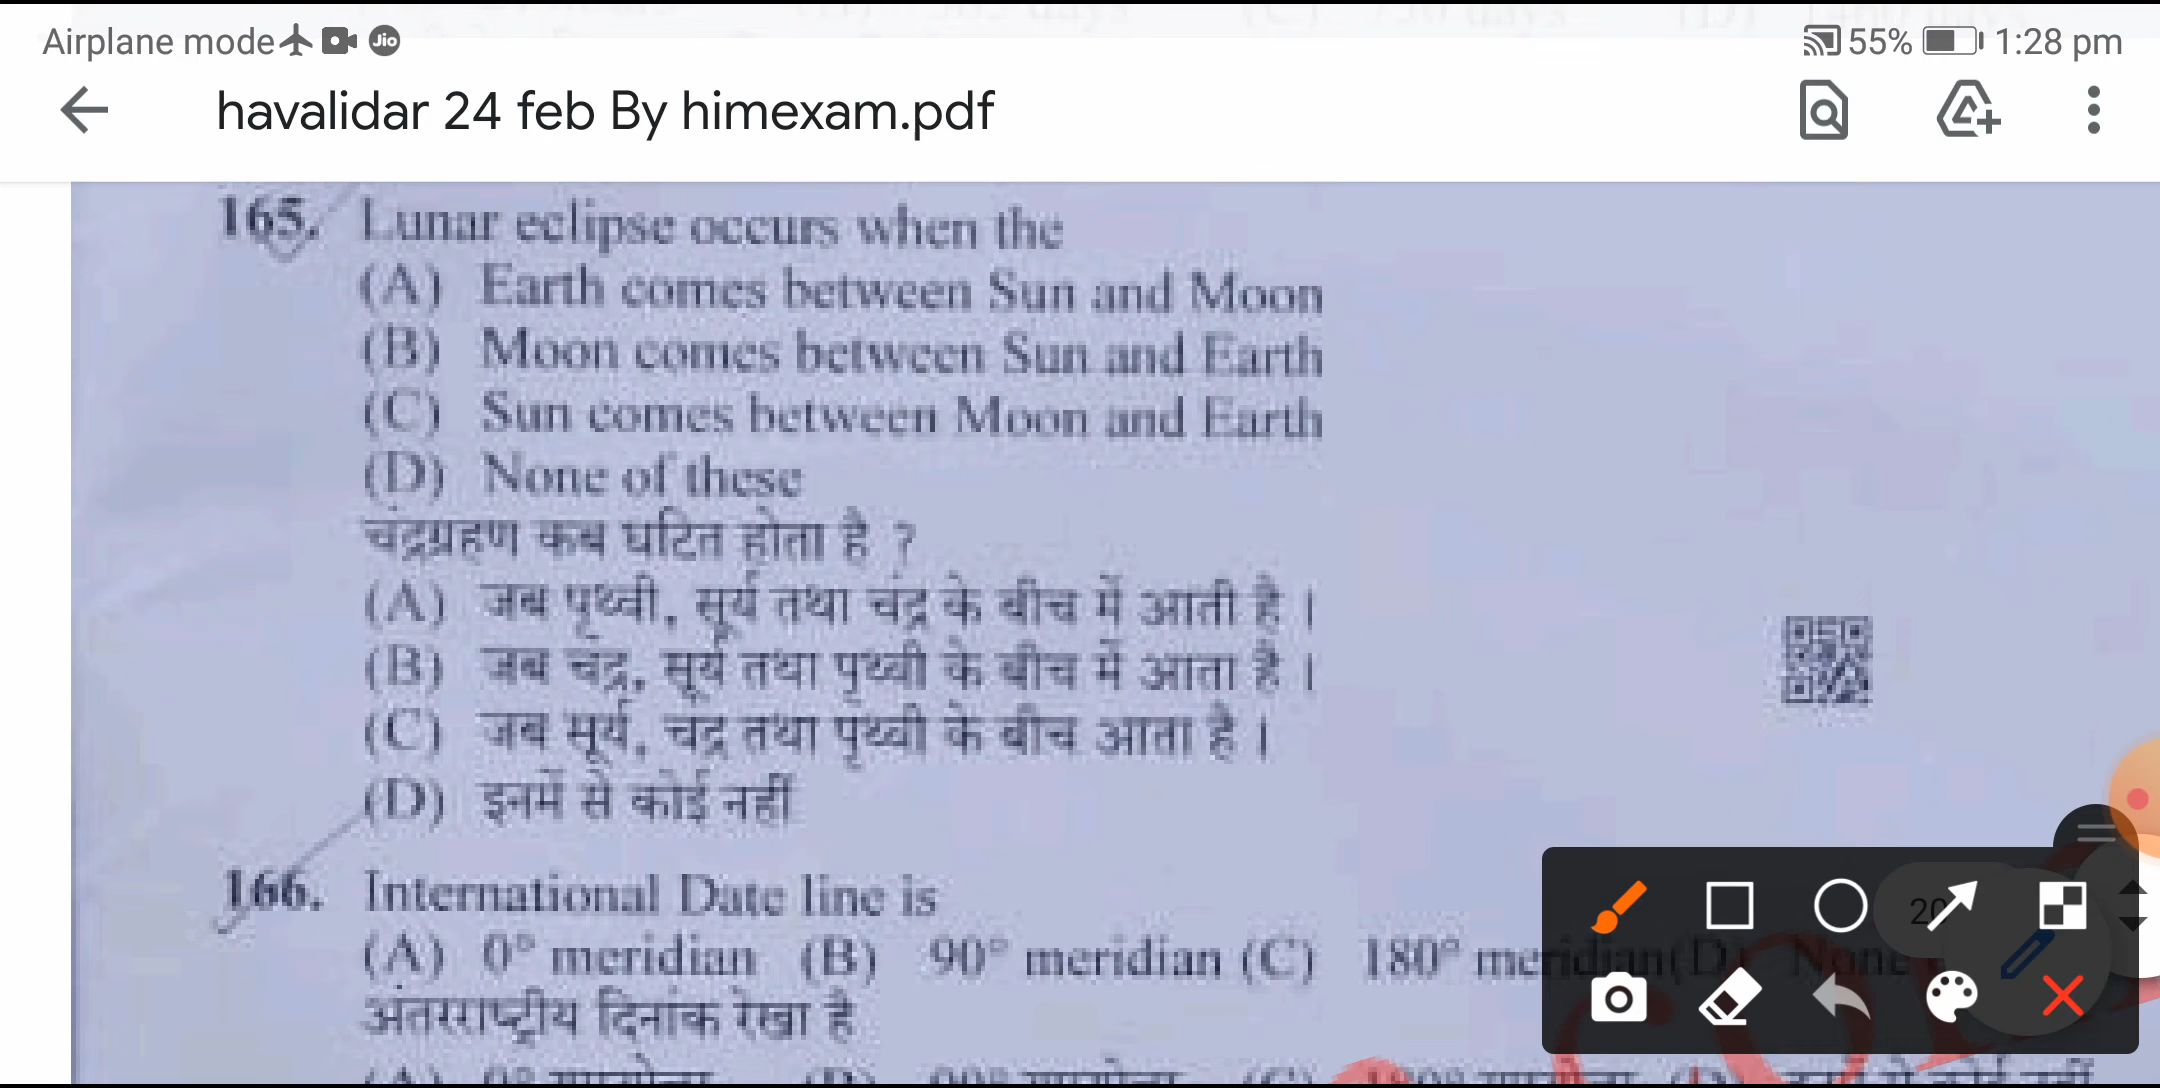 Airplane mode Jio 55% 1:28 pm
havalidar 24 feb By himexam.pdf
165. Lunar eclipse occurs when the
(A) Earth comes between Sun and Moon
(B) Moon comes between Sun and Earth
(C) Sun comes between Moon and Earth
(D) None of these
चंद्रग्रहण कब घटित होता है ?
(A) जब पृथ्वी, सूर्य तथा चंद्र के बीच में आती है ।
(B) जब चंद्र, सूर्य तथा पृथ्वी के बीच में आता है ।
(C) जब सूर्य, चंद्र तथा पृथ्वी के बीच आता है ।
(D) इनमें से कोई नहीं
166. International Date line is
(A) 0° meridian (B) 90° meridian (C) 180° meridian (D) None
अंतरराष्ट्रीय दिनांक रेखा है